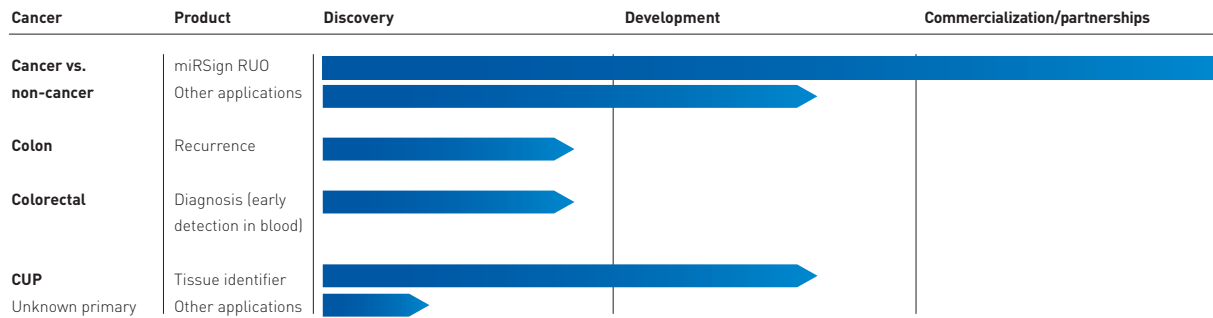 Cancer Product Discovery Development Commercialization/partnerships
Cancer vs. miRSign RUO
non-cancer Other applications
Colon Recurrence
Colorectal Diagnosis (early
detection in blood)
CUP Tissue identifier
Unknown primary Other applications